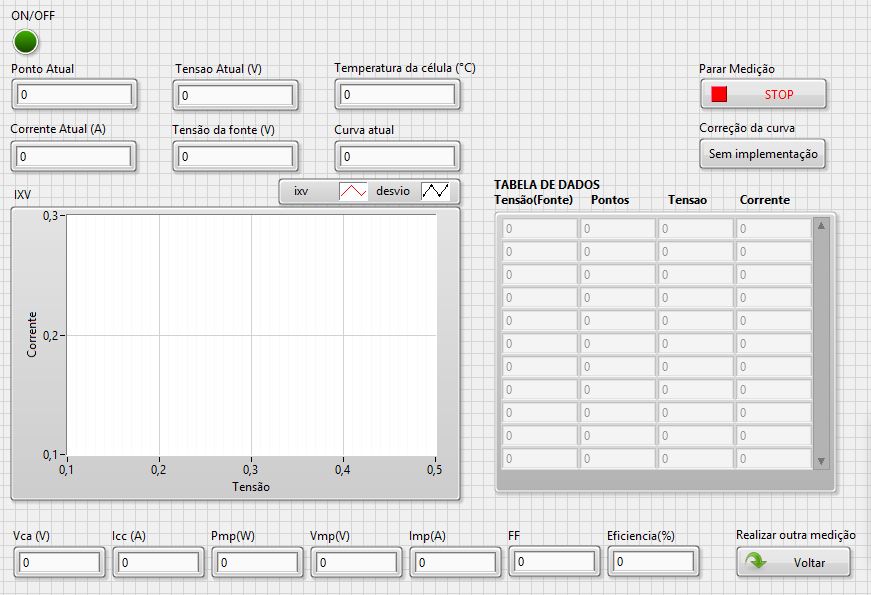 ON/OFF
Ponto Atual
0
Tensao Atual (V)
0
Temperatura da célula (°C)
0
Parar Medição
STOP
Corrente Atual (A)
0
Tensão da fonte (V)
0
Curva atual
0
Correção da curva
Sem implementação
IXV
ixv
desvio
0,3
0,2
0,1
Corrente
0,1 0,2 0,3 0,4 0,5
Tensão
TABELA DE DADOS
Tensão(Fonte) Pontos Tensao Corrente
0 0 0 0
0 0 0 0
0 0 0 0
0 0 0 0
0 0 0 0
0 0 0 0
0 0 0 0
0 0 0 0
0 0 0 0
0 0 0 0
0 0 0 0
Vca (V)
0
Icc (A)
0
Pmp(W)
0
Vmp(V)
0
Imp(A)
0
FF
0
Eficiencia(%)
0
Realizar outra medição
Voltar